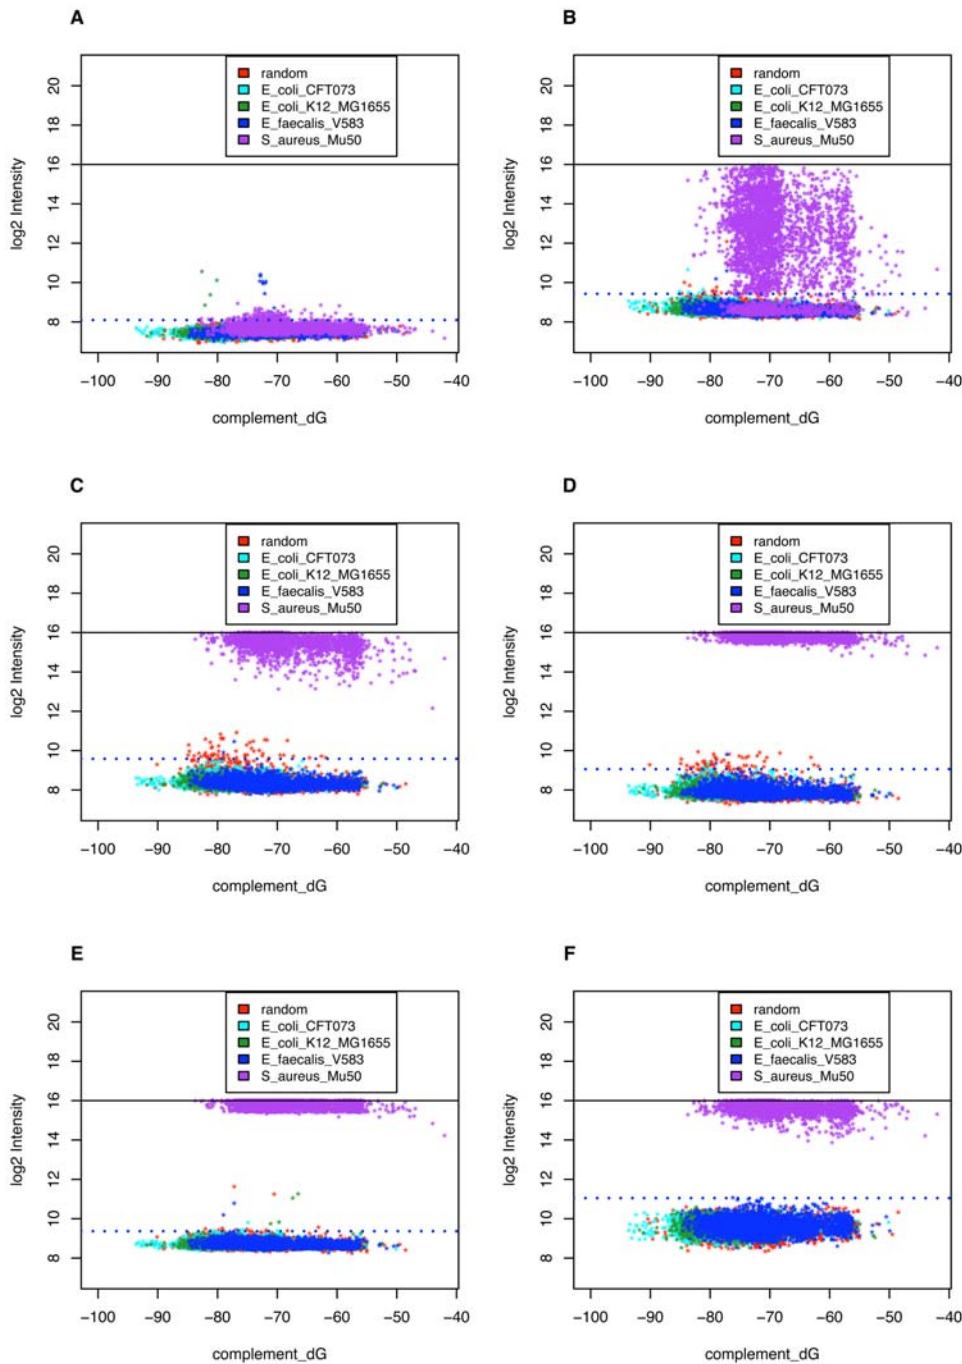 A
random
E_coli_CFT073
E_coli_K12_MG1655
E_faecalis_V583
S_aureus_Mu50
log2 Intensity
8 10 12 14 16 18 20
−100 −90 −80 −70 −60 −50 −40
complement_dG
B
random
E_coli_CFT073
E_coli_K12_MG1655
E_faecalis_V583
S_aureus_Mu50
log2 Intensity
8 10 12 14 16 18 20
−100 −90 −80 −70 −60 −50 −40
complement_dG
C
random
E_coli_CFT073
E_coli_K12_MG1655
E_faecalis_V583
S_aureus_Mu50
log2 Intensity
8 10 12 14 16 18 20
−100 −90 −80 −70 −60 −50 −40
complement_dG
D
random
E_coli_CFT073
E_coli_K12_MG1655
E_faecalis_V583
S_aureus_Mu50
log2 Intensity
8 10 12 14 16 18 20
−100 −90 −80 −70 −60 −50 −40
complement_dG
E
random
E_coli_CFT073
E_coli_K12_MG1655
E_faecalis_V583
S_aureus_Mu50
log2 Intensity
8 10 12 14 16 18 20
−100 −90 −80 −70 −60 −50 −40
complement_dG
F
random
E_coli_CFT073
E_coli_K12_MG1655
E_faecalis_V583
S_aureus_Mu50
log2 Intensity
8 10 12 14 16 18 20
−100 −90 −80 −70 −60 −50 −40
complement_dG